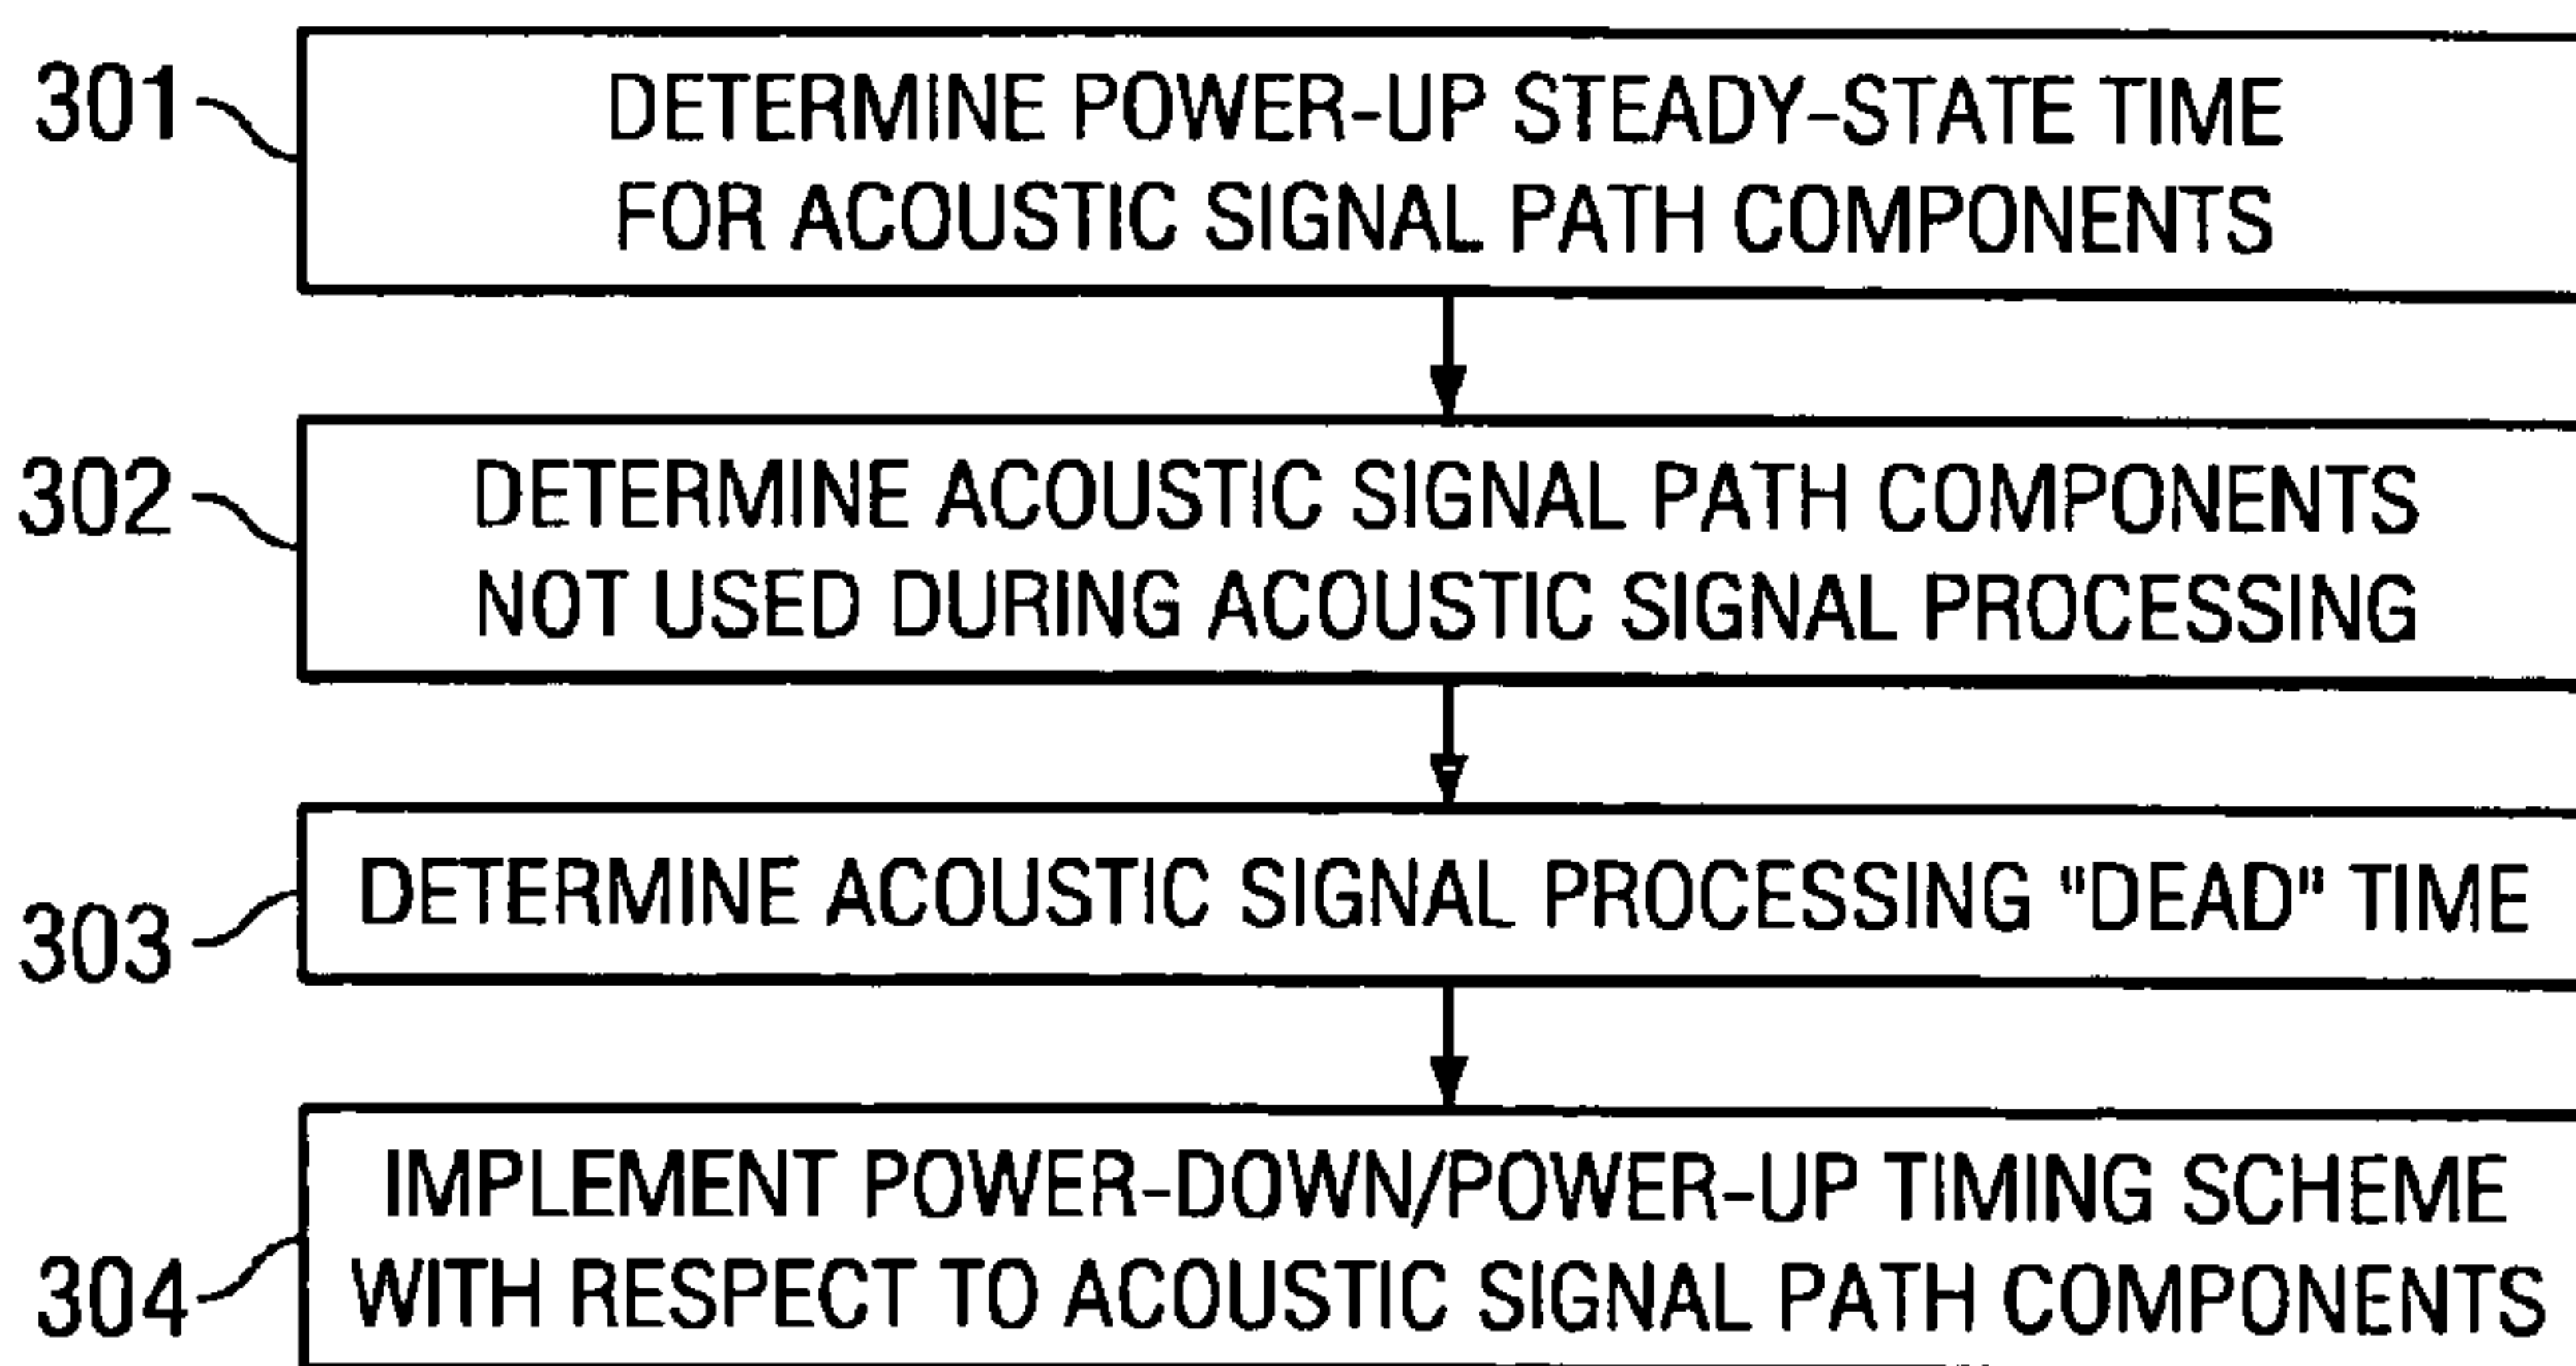 301
DETERMINE POWER-UP STEADY-STATE TIME
FOR ACOUSTIC SIGNAL PATH COMPONENTS
302
DETERMINE ACOUSTIC SIGNAL PATH COMPONENTS
NOT USED DURING ACOUSTIC SIGNAL PROCESSING
303
DETERMINE ACOUSTIC SIGNAL PROCESSING "DEAD" TIME
304
IMPLEMENT POWER-DOWN/POWER-UP TIMING SCHEME
WITH RESPECT TO ACOUSTIC SIGNAL PATH COMPONENTS